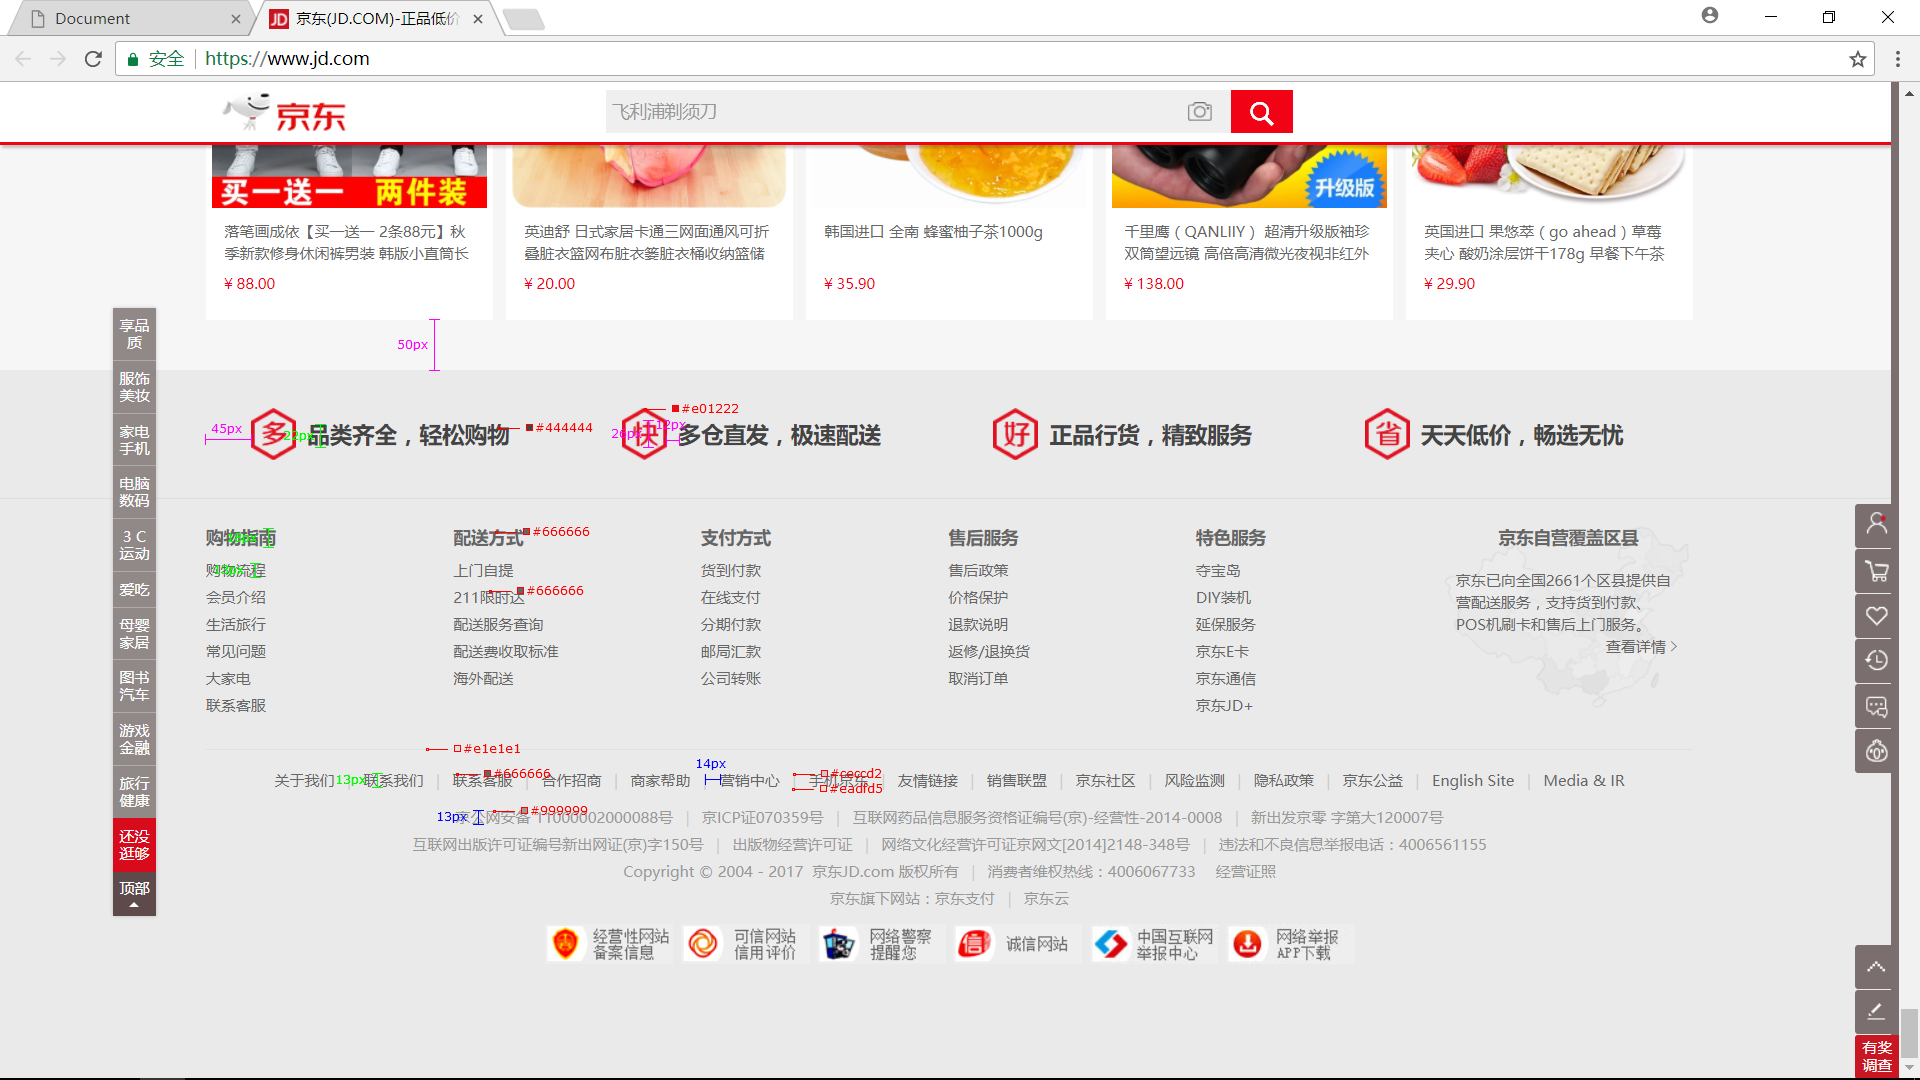 Document
京东(JD.COM)-正品低价
安全
https://www.jd.com
京东
飞利浦剃须刀
买一送一 两件装
升级版
落笔画成依【买一送一 2条88元】秋
季新款修身休闲裤男装 韩版小直筒长
¥ 88.00
英迪舒 日式家居卡通三网面通风可折
叠脏衣篮网布脏衣篓脏衣桶收纳篮储
¥ 20.00
韩国进口 全南 蜂蜜柚子茶1000g
¥ 35.90
千里鹰（QANLIIY） 超清升级版袖珍
双筒望远镜 高倍高清微光夜视非红外
¥ 138.00
英国进口 果悠萃（go ahead）草莓
夹心 酸奶涂层饼干178g 早餐下午茶
¥ 29.90
50px
享品
质
服饰
美妆
家电
手机
电脑
数码
3 C
运动
爱吃
母婴
家居
图书
汽车
游戏
金融
旅行
健康
还没
逛够
顶部
45px
多
22px
品类齐全，轻松购物
#444444
#e01222
26px
12px
快
多仓直发，极速配送
好
正品行货，精致服务
省
天天低价，畅选无忧
购物指南
购物流程
会员介绍
生活旅行
常见问题
大家电
联系客服
配送方式
#666666
上门自提
#666666
211限时达
配送服务查询
配送费收取标准
海外配送
支付方式
货到付款
在线支付
分期付款
邮局汇款
公司转账
售后服务
售后政策
价格保护
退款说明
返修/退换货
取消订单
特色服务
夺宝岛
DIY装机
延保服务
京东E卡
京东通信
京东JD+
京东自营覆盖区县
京东已向全国2661个区县提供自
营配送服务，支持货到付款、
POS机刷卡和售后上门服务。
查看详情
#e1e1e1
14px
#666666
#ceccd2
#eadfd5
13px
关于我们 | 联系我们 | 联系客服 | 合作招商 | 商家帮助 | 营销中心 | 手机京东 | 友情链接 | 销售联盟 | 京东社区 | 风险监测 | 隐私政策 | 京东公益 | English Site | Media & IR
#999999
13px
京公网安备 11000002000088号 | 京ICP证070359号 | 互联网药品信息服务资格证编号(京)-经营性-2014-0008 | 新出发京零 字第大120007号
互联网出版许可证编号新出网证(京)字150号 | 出版物经营许可证 | 网络文化经营许可证京网文[2014]2148-348号 | 违法和不良信息举报电话：4006561155
Copyright © 2004 - 2017 京东JD.com 版权所有 | 消费者维权热线：4006067733 经营证照
京东旗下网站：京东支付 | 京东云
经营性网站
备案信息
可信网站
信用评价
网络警察
提醒您
诚信网站
中国互联网
举报中心
网络举报
APP下载
有奖
调查